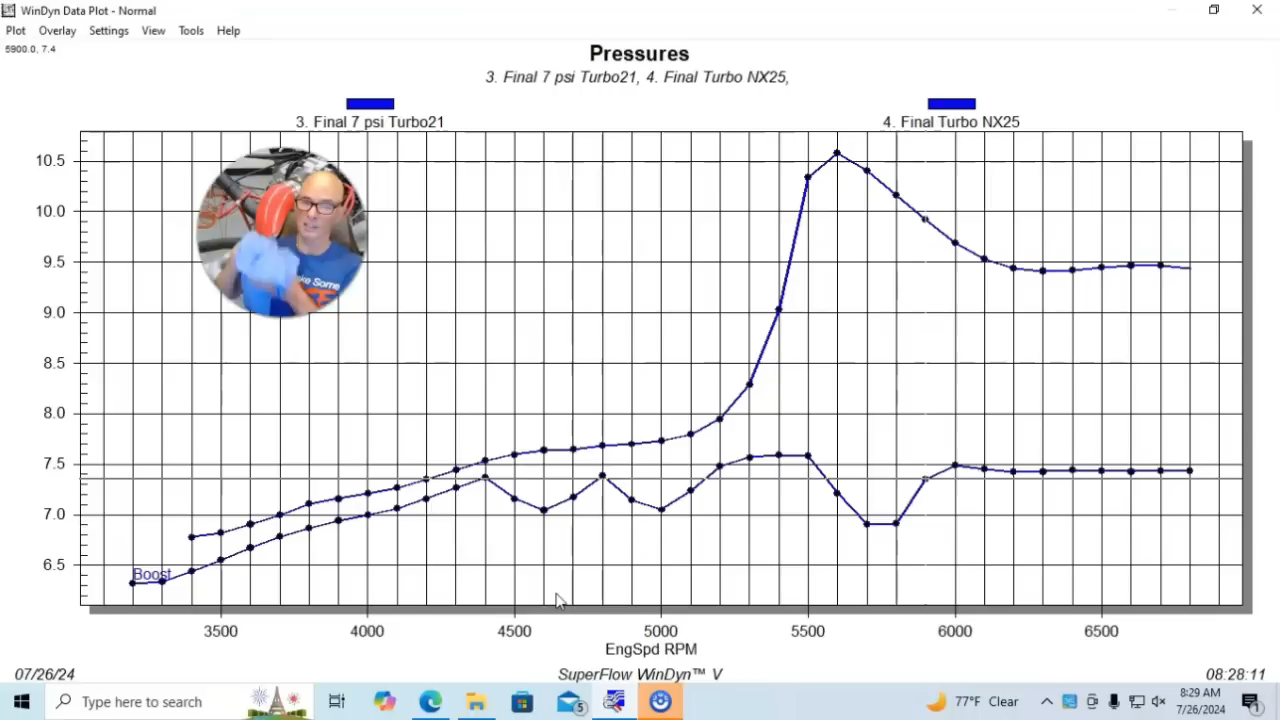 WinDyn Data Plot - Normal
Plot Overlay Settings View Tools Help
5900.0, 7.4
Pressures
3. Final 7 psi Turbo21, 4. Final Turbo NX25,
3. Final 7 psi Turbo21
4. Final Turbo NX25
10.5
10.0
9.5
9.0
8.5
8.0
7.5
7.0
6.5
Boost
ke Some
3500 4000 4500 5000 5500 6000 6500
EngSpd RPM
07/26/24 SuperFlow WinDyn™ V 08:28:11
Type here to search
5
77°F Clear
8:29 AM
7/26/2024
1